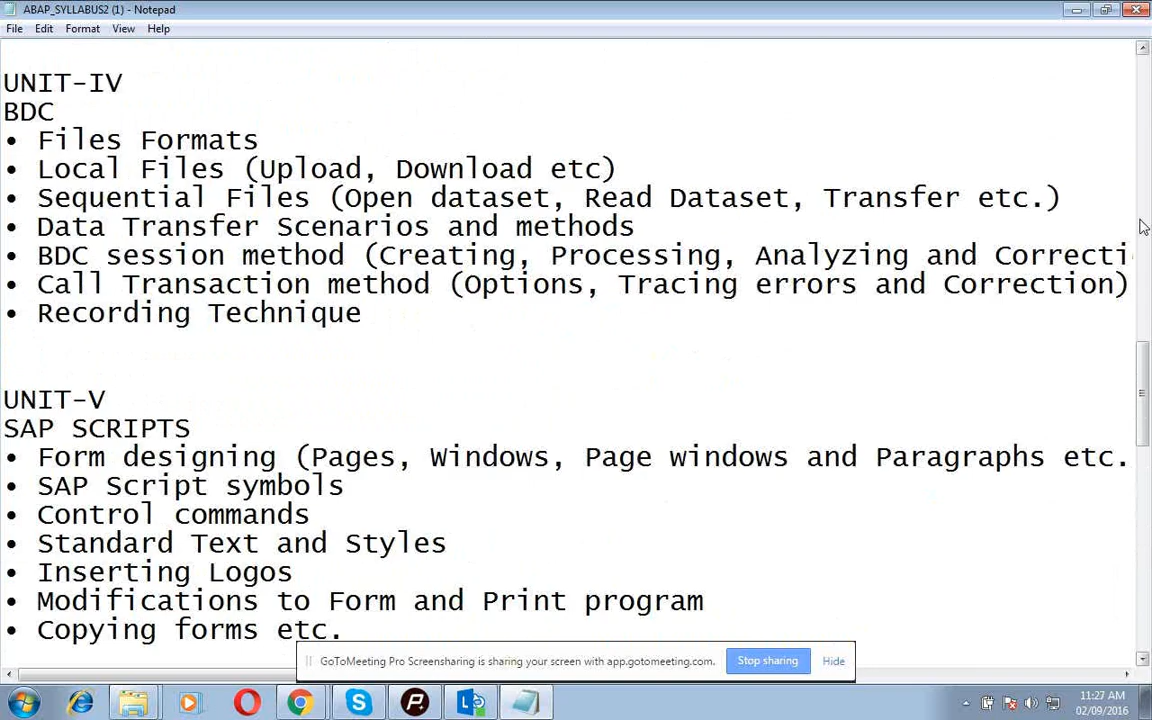 ABAP_SYLLABUS2 (1) - Notepad
File Edit Format View Help
UNIT-IV
BDC
• Files Formats
• Local Files (Upload, Download etc)
• Sequential Files (Open dataset, Read Dataset, Transfer etc.)
• Data Transfer Scenarios and methods
• BDC session method (Creating, Processing, Analyzing and Correcti
• Call Transaction method (Options, Tracing errors and Correction)
• Recording Technique
UNIT-V
SAP SCRIPTS
• Form designing (Pages, Windows, Page windows and Paragraphs etc.
• SAP Script symbols
• Control commands
• Standard Text and Styles
• Inserting Logos
• Modifications to Form and Print program
• Copying forms etc.
GoToMeeting Pro Screensharing is sharing your screen with app.gotomeeting.com. Stop sharing Hide
11:27 AM
02/09/2016